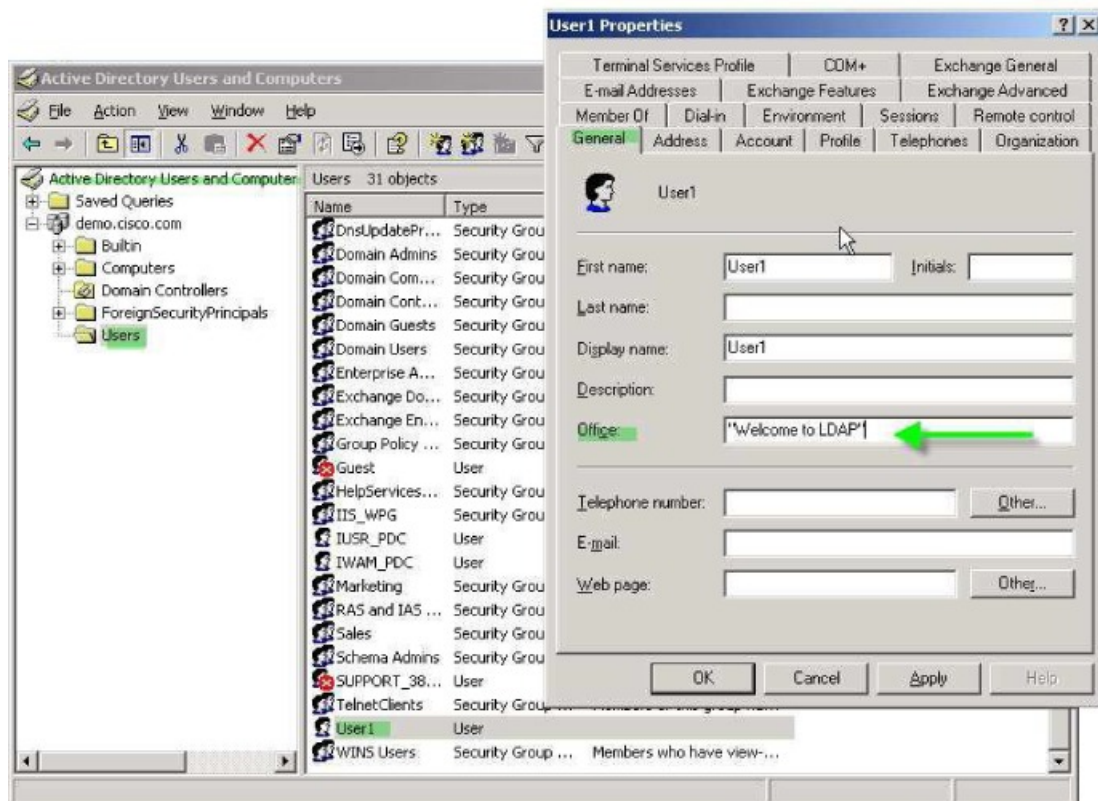 Active Directory Users and Computers
File Action View Window Help
Active Directory Users and Computer
Saved Queries
demo.cisco.com
Builtin
Computers
Domain Controllers
ForeignSecurityPrincipals
Users
Users 31 objects
Name Type
DnsUpdatePr... Security Grou
Domain Admins Security Grou
Domain Com... Security Grou
Domain Cont... Security Grou
Domain Guests Security Grou
Domain Users Security Grou
Enterprise A... Security Grou
Exchange Do... Security Grou
Exchange En... Security Grou
Group Policy ... Security Grou
Guest User
HelpServices... Security Grou
IIS_WPG Security Grou
IUSR_PDC User
IWAM_PDC User
Marketing Security Grou
RAS and IAS ... Security Grou
Sales Security Grou
Schema Admins Security Grou
SUPPORT_38... User
TelnetClients Security Group ... Members of this group
User1 User
WINS Users Security Group ... Members who have view-...
User1 Properties
Terminal Services Profile COM+ Exchange General
E-mail Addresses Exchange Features Exchange Advanced
Member Of Dial-in Environment Sessions Remote control
General Address Account Profile Telephones Organization
User1
First name: User1 Initials:
Last name:
Display name: User1
Description:
Office: "Welcome to LDAP"
Telephone number: Other...
E-mail:
Web page: Other...
OK Cancel Apply Help